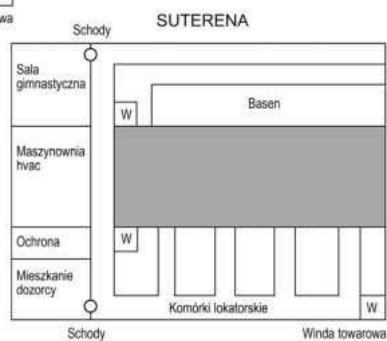 wa
SUTERENA
Schody
Sala
gimnastyczna
Basen
W
Maszynownia
hvac
Ochrona
W
Mieszkanie
dozorcy
Komórki lokatorskie
W
Schody
Winda towarowa